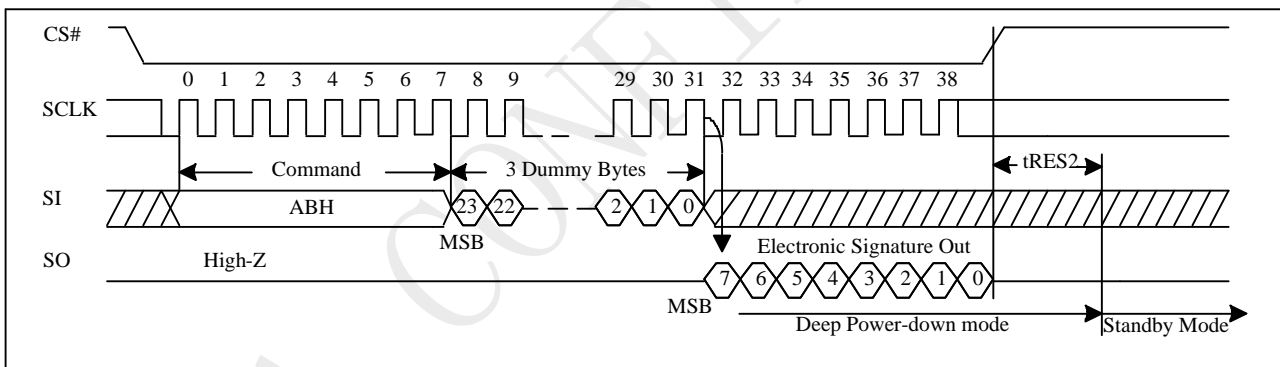 CS#
0 1 2 3 4 5 6 7 8 9 29 30 31 32 33 34 35 36 37 38
SCLK
Command 3 Dummy Bytes tRES2
SI ABH 23 22 2 1 0
MSB
SO High-Z Electronic Signature Out
7 6 5 4 3 2 1 0
MSB
Deep Power-down mode Standby Mode